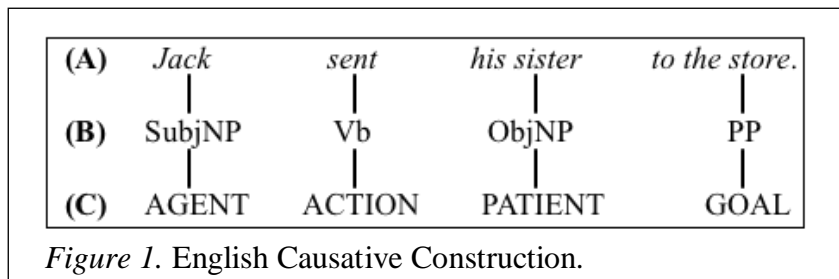 (A) Jack sent his sister to the store.
(B) SubjNP Vb ObjNP PP
(C) AGENT ACTION PATIENT GOAL
Figure 1. English Causative Construction.